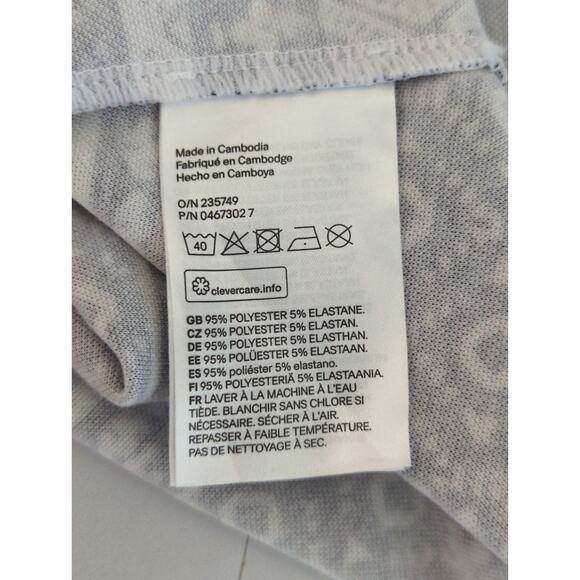 Made in Cambodia
Fabriqué en Cambodge
Hecho en Camboya
O/N 235749
P/N 0467302 7
40
clevercare.info
GB 95% POLYESTER 5% ELASTANE.
CZ 95% POLYESTER 5% ELASTAN.
DE 95% POLYESTER 5% ELASTHAN.
EE 95% POLÜESTER 5% ELASTAAN.
ES 95% poliéster 5% elastano.
FI 95% POLYESTERIÄ 5% ELASTAANIA.
FR LAVER À LA MACHINE À L'EAU
TIÈDE. BLANCHIR SANS CHLORE SI
NÉCESSAIRE. SÉCHER À L'AIR.
REPASSER À FAIBLE TEMPÉRATURE.
PAS DE NETTOYAGE À SEC.